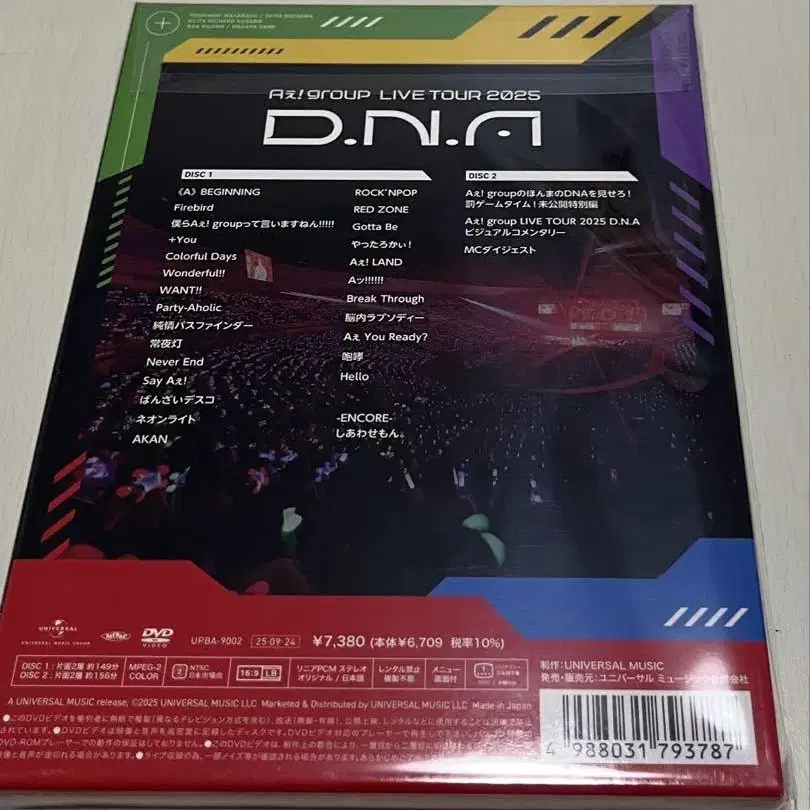 Aぇ! group LIVE TOUR 2025
D.N.A
DISC 1
《A》BEGINNING
Firebird
僕らAぇ! groupって言いますねん!!!!!
+You
Colorful Days
Wonderful!!
WANT!!
Party-Aholic
純情パスファインダー
常夜灯
Never End
Say Aぇ!
ばんざいデスコ
ネオンライト
AKAN
ROCK'NPOP
RED ZONE
Gotta Be
やったろかぃ!
Aぇ! LAND
Aッ!!!!!!
Break Through
脳内ラプソディー
Aぇ You Ready?
咆哮
Hello
-ENCORE-
しあわせもん。
DISC 2
Aぇ! groupのほんまのDNAを見せろ!
罰ゲームタイム!未公開特別編
Aぇ! group LIVE TOUR 2025 D.N.A
ビジュアルコメンタリー
MCダイジェスト
UNIVERSAL
UNIVERSAL MUSIC GROUP
DVD
VIDEO
UPBA-9002
25・09・24
¥7,380 (本体¥6,709 税率10%)
DISC 1:片面2層 約149分
DISC 2:片面2層 約156分
MPEG-2
COLOR
2
NTSC
日本市場向
16:9 LB
リニアPCM ステレオ
オリジナル / 日本語
レンタル禁止
複製不能
メニュー
画面付
制作:UNIVERSAL MUSIC
発売・販売元:ユニバーサル ミュージック合同会社
A UNIVERSAL MUSIC release; ©2025 UNIVERSAL MUSIC LLC Marketed & Distributed by UNIVERSAL MUSIC LLC Made in Japan
4 988031 793787